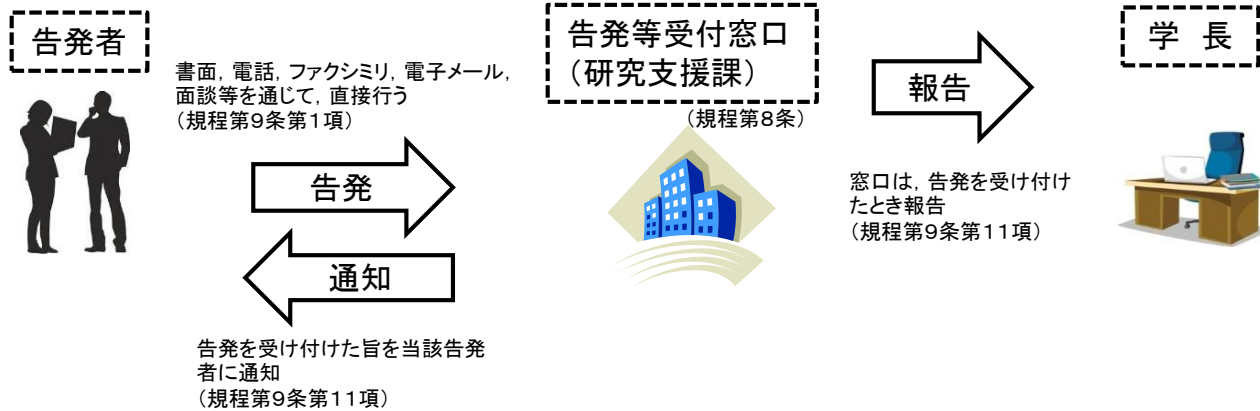 告発者
書面, 電話, ファクシミリ, 電子メール,
面談等を通じて, 直接行う
（規程第9条第1項）
告発
通知
告発を受け付けた旨を当該告発
者に通知
（規程第9条第11項）
告発等受付窓口
（研究支援課）
（規程第8条）
報告
窓口は, 告発を受け付け
たとき報告
（規程第9条第11項）
学 長